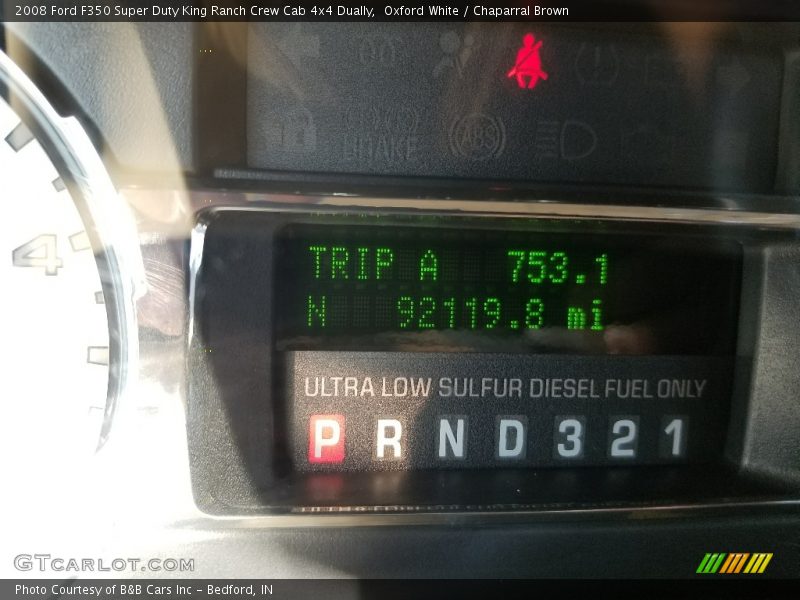 2008 Ford F350 Super Duty King Ranch Crew Cab 4x4 Dually,  Oxford White / Chaparral Brown
BRAKE ABS
4
TRIP A 753.1
N 92119.8 mi
ULTRA LOW SULFUR DIESEL FUEL ONLY
P R N D 3 2 1
GTCARLOT.COM
Photo Courtesy of B&B Cars Inc – Bedford, IN